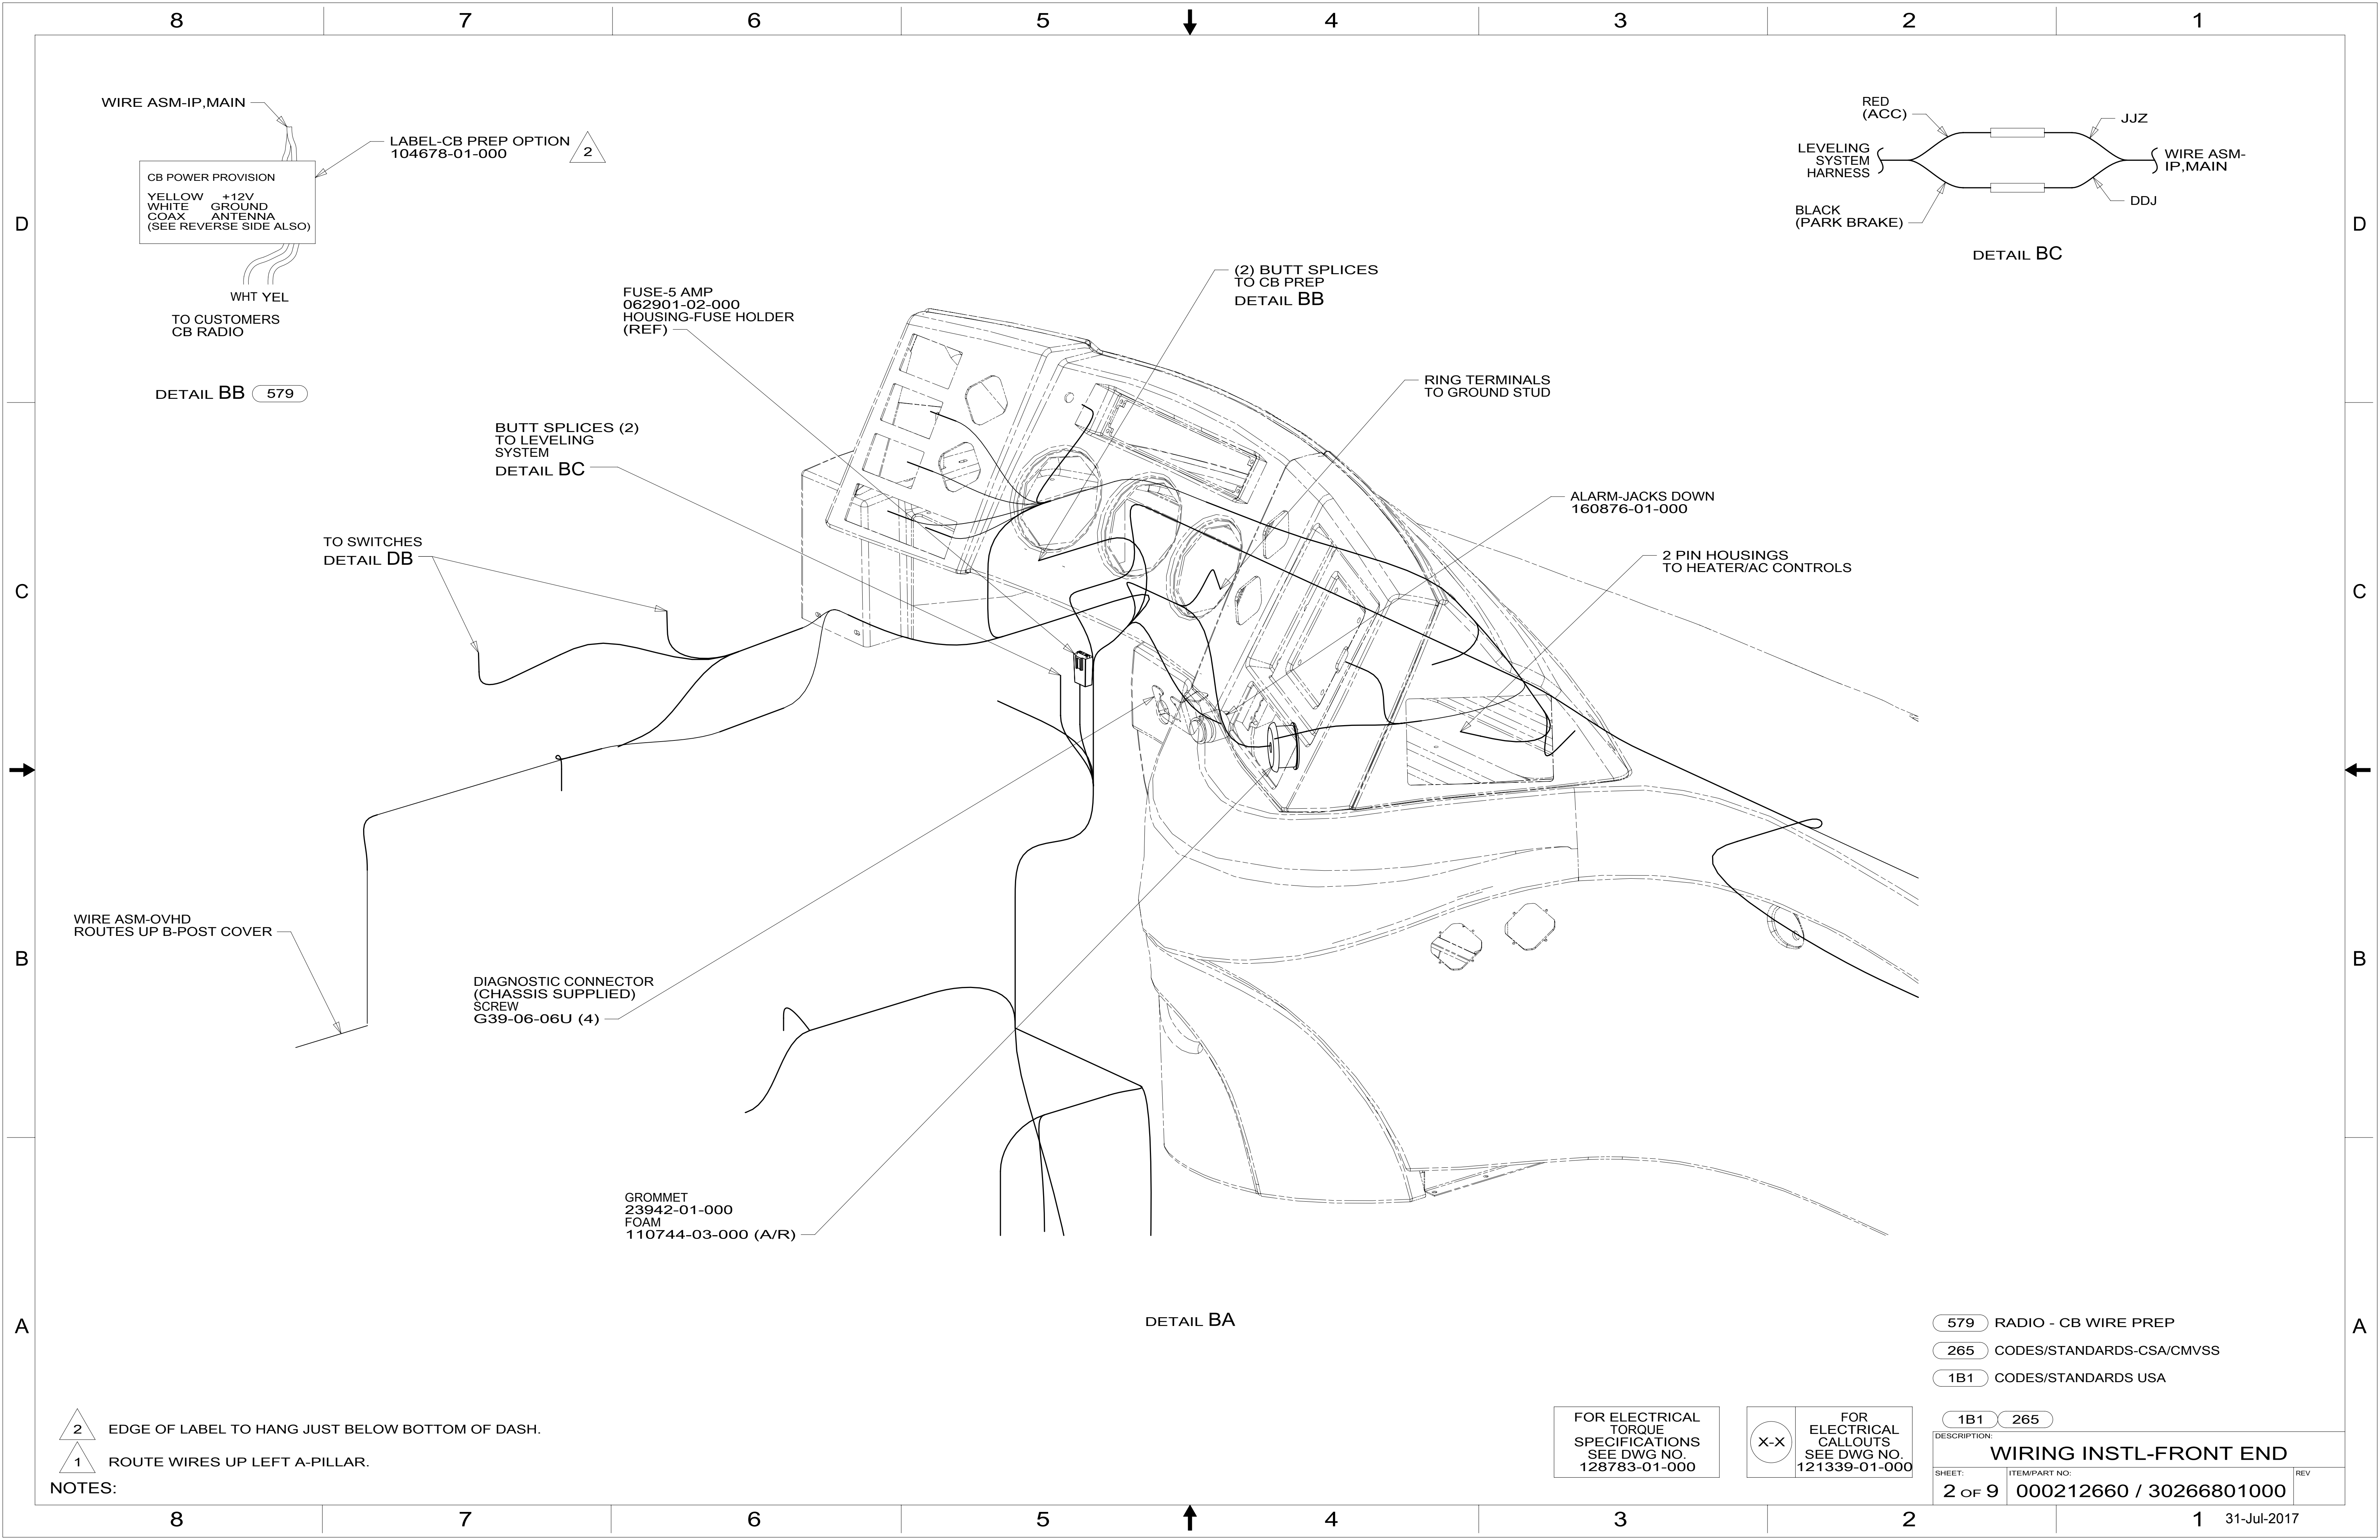 8 7 6 5 4 3 2 1
WIRE ASM-IP,MAIN
LABEL-CB PREP OPTION
104678-01-000
2
CB POWER PROVISION
YELLOW +12V
WHITE GROUND
COAX ANTENNA
(SEE REVERSE SIDE ALSO)
WHT YEL
TO CUSTOMERS
CB RADIO
DETAIL BB 579
RED
(ACC)
JJZ
LEVELING
SYSTEM
HARNESS
WIRE ASM-
IP,MAIN
BLACK
(PARK BRAKE)
DDJ
DETAIL BC
D
D
(2) BUTT SPLICES
TO CB PREP
DETAIL BB
FUSE-5 AMP
062901-02-000
HOUSING-FUSE HOLDER
(REF)
RING TERMINALS
TO GROUND STUD
BUTT SPLICES (2)
TO LEVELING
SYSTEM
DETAIL BC
ALARM-JACKS DOWN
160876-01-000
TO SWITCHES
DETAIL DB
2 PIN HOUSINGS
TO HEATER/AC CONTROLS
C
C
WIRE ASM-OVHD
ROUTES UP B-POST COVER
B
B
DIAGNOSTIC CONNECTOR
(CHASSIS SUPPLIED)
SCREW
G39-06-06U (4)
GROMMET
23942-01-000
FOAM
110744-03-000 (A/R)
DETAIL BA
A
A
579 RADIO - CB WIRE PREP
265 CODES/STANDARDS-CSA/CMVSS
1B1 CODES/STANDARDS USA
2 EDGE OF LABEL TO HANG JUST BELOW BOTTOM OF DASH.
1 ROUTE WIRES UP LEFT A-PILLAR.
NOTES:
FOR ELECTRICAL
TORQUE
SPECIFICATIONS
SEE DWG NO.
128783-01-000
X-X
FOR
ELECTRICAL
CALLOUTS
SEE DWG NO.
121339-01-000
1B1 265
DESCRIPTION:
WIRING INSTL-FRONT END
SHEET:
2 OF 9
ITEM/PART NO:
000212660 / 30266801000
REV
8 7 6 5 4 3 2 1
31-Jul-2017